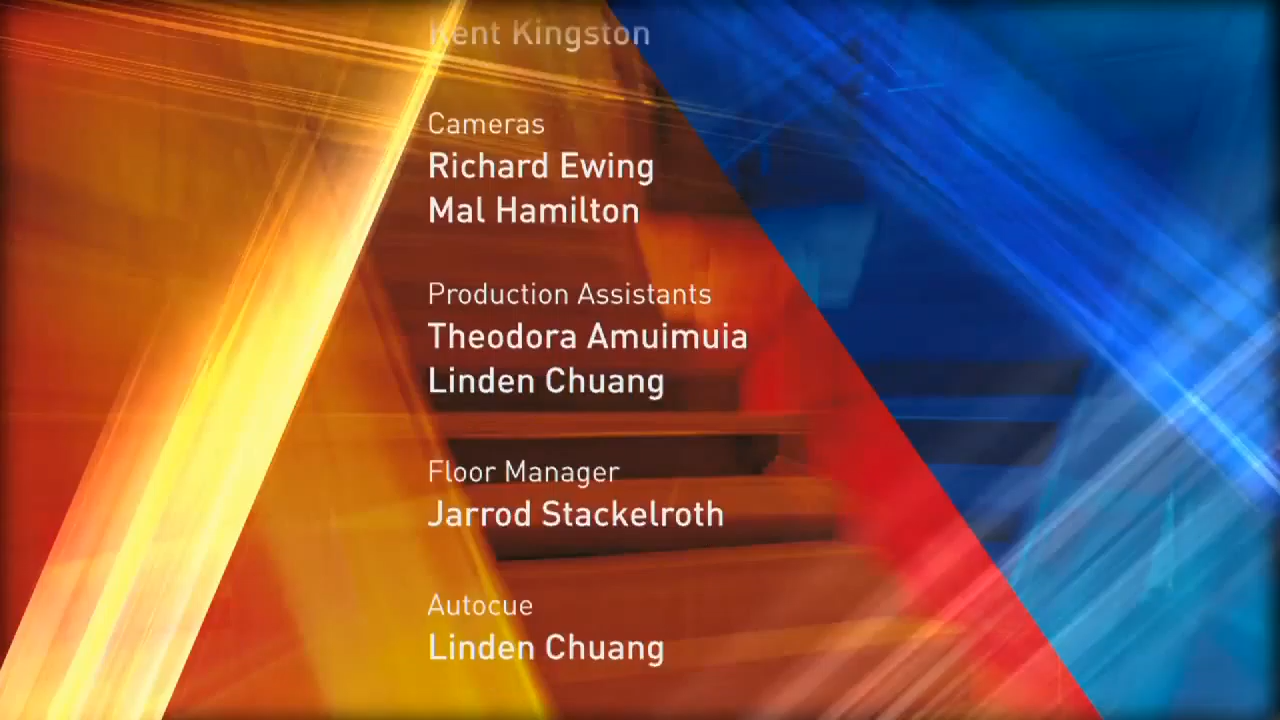 Kent Kingston
Cameras
Richard Ewing
Mal Hamilton
Production Assistants
Theodora Amuimuia
Linden Chuang
Floor Manager
Jarrod Stackelroth
Autocue
Linden Chuang